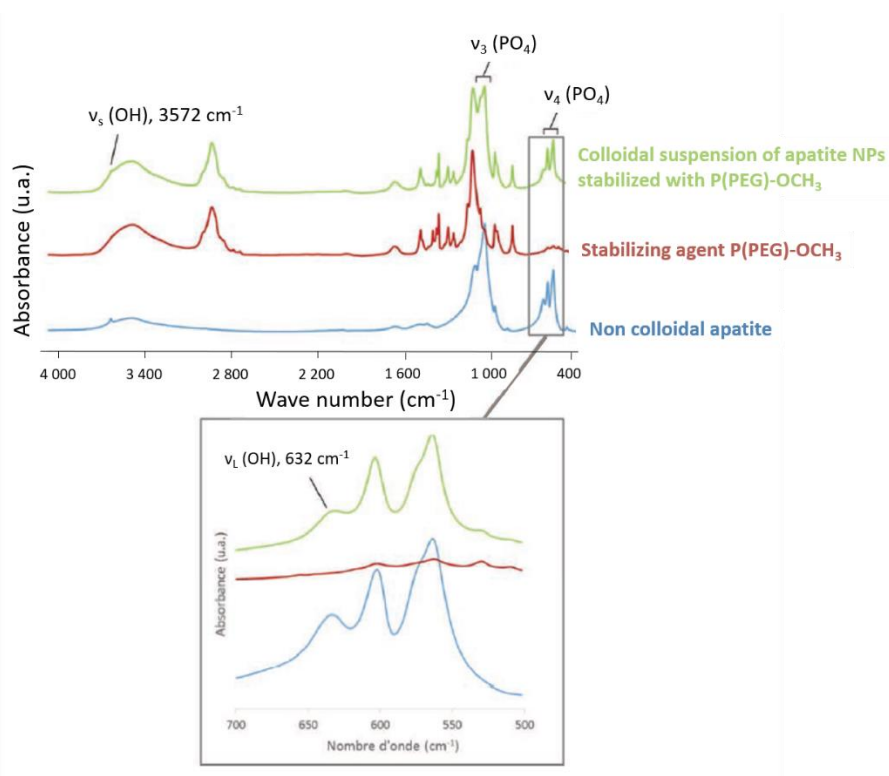 ν₃ (PO₄)
ν₄ (PO₄)
νₛ (OH), 3572 cm⁻¹
Colloidal suspension of apatite NPs
stabilized with P(PEG)-OCH₃
Stabilizing agent P(PEG)-OCH₃
Non colloidal apatite
Absorbance (u.a.)
4 000 3 400 2 800 2 200 1 600 1 000 400
Wave number (cm⁻¹)
ν_L (OH), 632 cm⁻¹
Absorbance (u.a.)
700 650 600 550 500
Nombre d'onde (cm⁻¹)